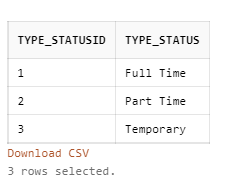 TYPE_STATUSID TYPE_STATUS
1 Full Time
2 Part Time
3 Temporary
Download CSV
3 rows selected.